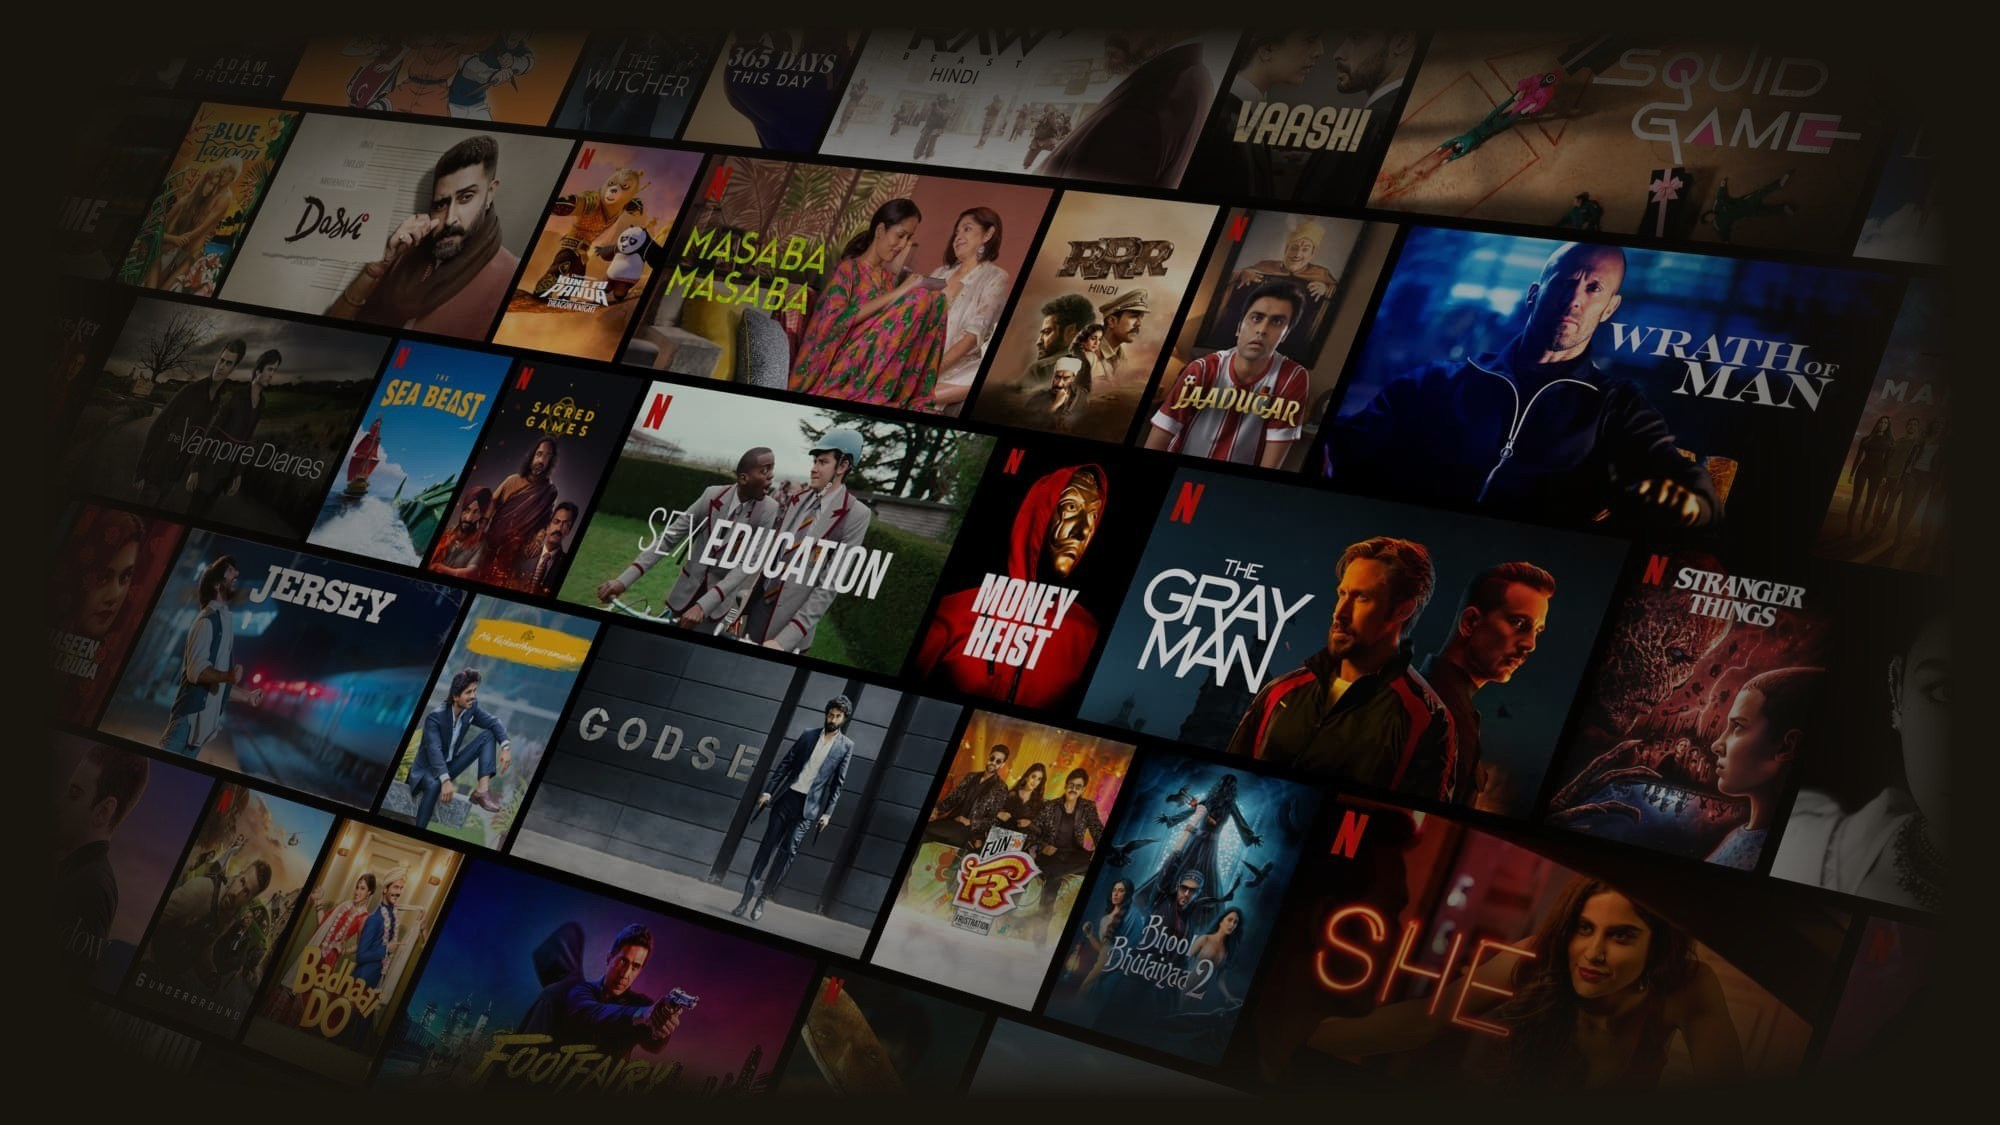 ADAM
PROJECT
THE
WITCHER
365 DAYS
THIS DAY
BEAST
HINDI
VAASHI
SQUID
GAME
BLUE
Lagoon
Dasvi
N
KUNG FU
PANDA
DRAGON KNIGHT
N
MASABA
MASABA
RRR
HINDI
N
JAADUGAR
WRATH OF
MAN
the Vampire Diaries
N
THE
SEA BEAST
N
SACRED
GAMES
N
SEX EDUCATION
N
MONEY
HEIST
N
THE
GRAY
MAN
N
STRANGER
THINGS
JERSEY
GODSE
FUN
F3
FRUSTRATION
Bhool
Bhulaiyaa 2
N
SHE
N
6 UNDERGROUND
Badhaai
DO
FOOTFAIRY
N